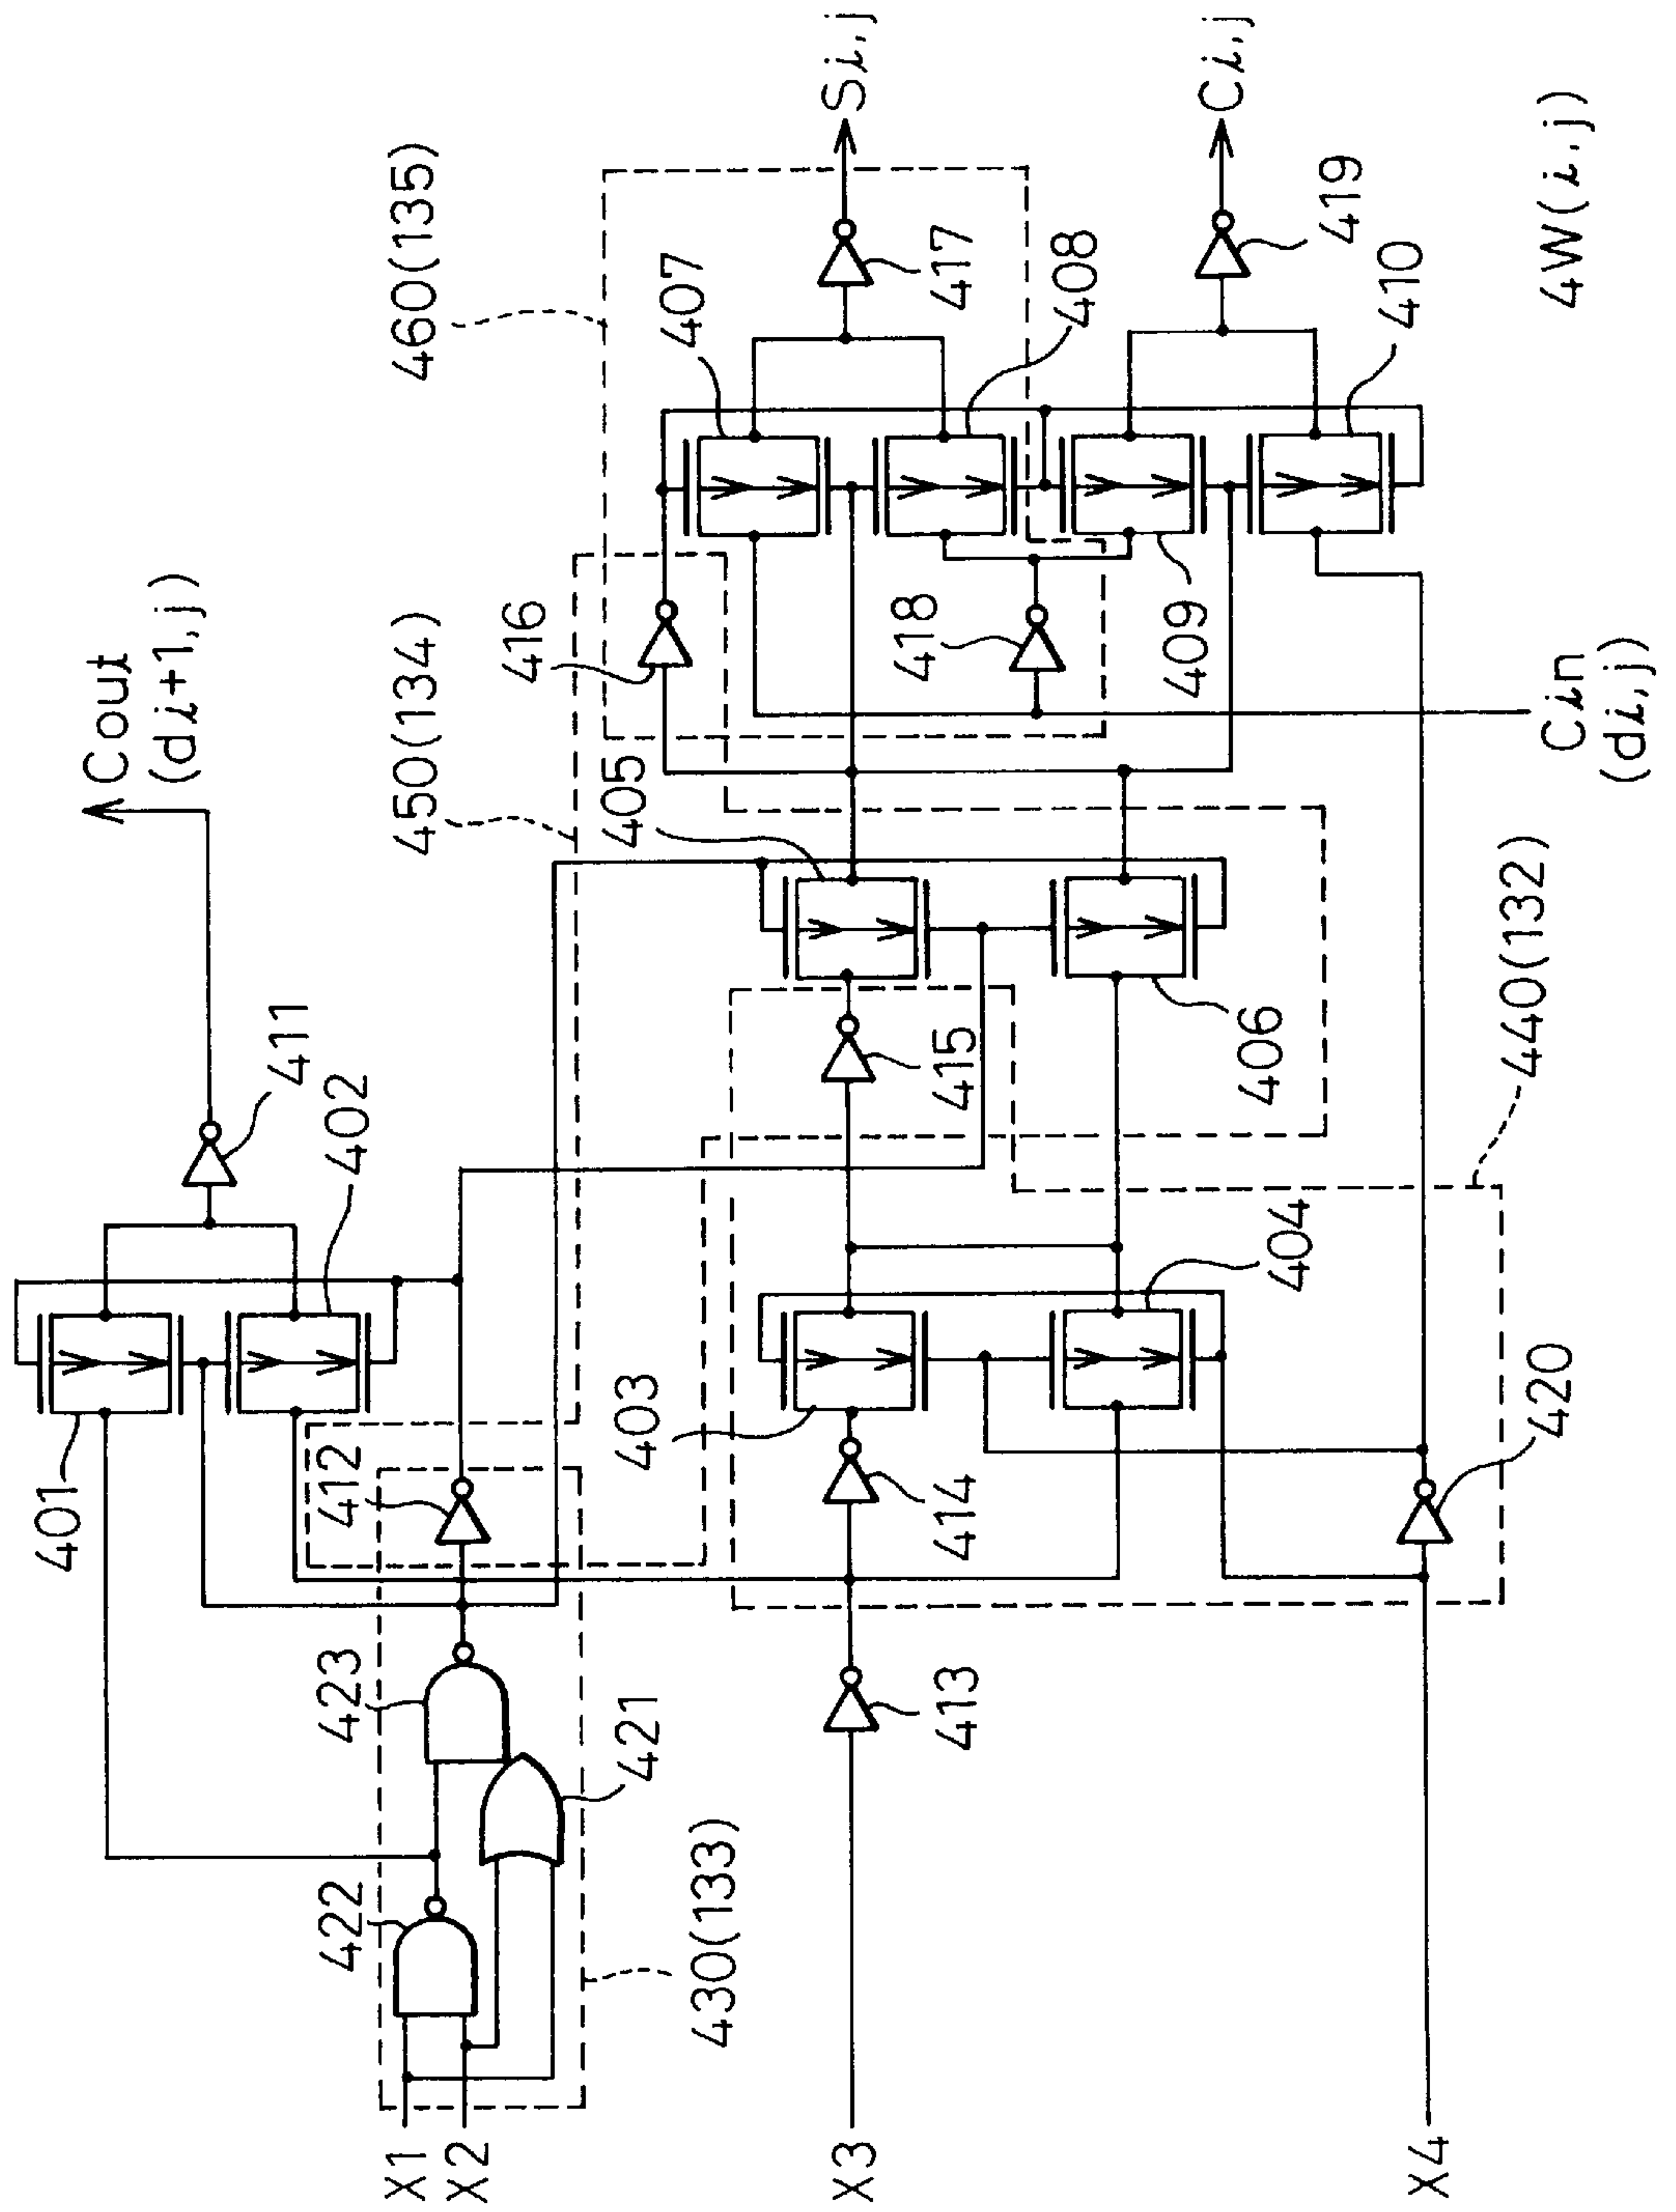 X1
X2
X3
X4
422
423
421
430(133)
401
412
411
402
Cout
(di+1,j)
413
414
403
404
420
440(132)
415
405
406
450(134)
416
418
409
Cin
(di,j)
460(135)
407
408
417
410
419
Si,j
Ci,j
4W(i,j)